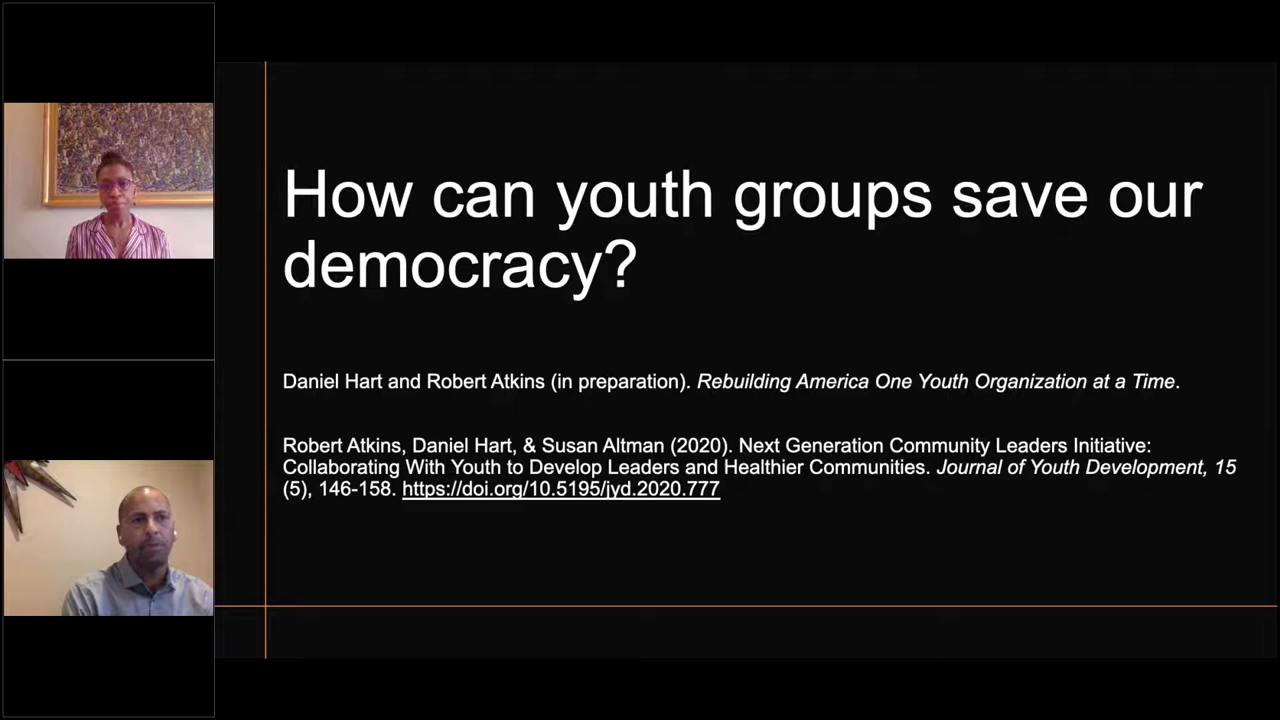 How can youth groups save our
democracy?
Daniel Hart and Robert Atkins (in preparation). Rebuilding America One Youth Organization at a Time.
Robert Atkins, Daniel Hart, & Susan Altman (2020). Next Generation Community Leaders Initiative:
Collaborating With Youth to Develop Leaders and Healthier Communities. Journal of Youth Development, 15
(5), 146-158. https://doi.org/10.5195/jyd.2020.777